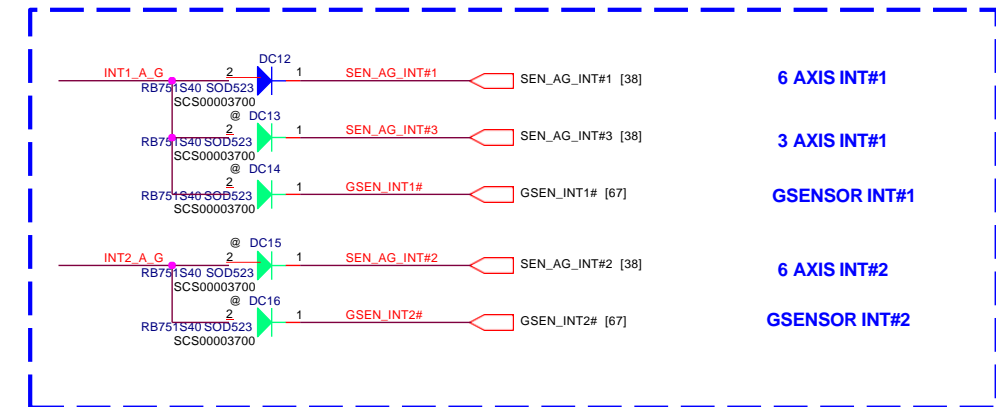 DC12
INT1_A_G 2 1 SEN_AG_INT#1 SEN_AG_INT#1 [38] 6 AXIS INT#1
RB751S40 SOD523
SCS00003700
@ DC13
2 1 SEN_AG_INT#3 SEN_AG_INT#3 [38] 3 AXIS INT#1
RB751S40 SOD523
SCS00003700
@ DC14
2 1 GSEN_INT1# GSEN_INT1# [67] GSENSOR INT#1
RB751S40 SOD523
SCS00003700
@ DC15
INT2_A_G 2 1 SEN_AG_INT#2 SEN_AG_INT#2 [38] 6 AXIS INT#2
RB751S40 SOD523
SCS00003700
@ DC16
2 1 GSEN_INT2# GSEN_INT2# [67] GSENSOR INT#2
RB751S40 SOD523
SCS00003700